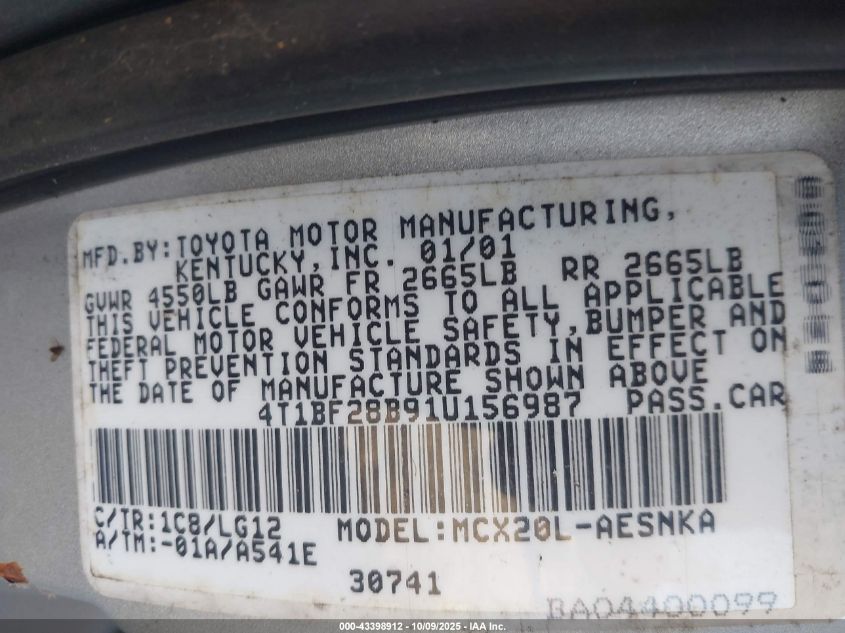 MFD.BY:TOYOTA MOTOR MANUFACTURING,
KENTUCKY,INC. 01/01
GVWR 4550LB GAWR FR 2665LB RR 2665LB
THIS VEHICLE CONFORMS TO ALL APPLICABLE
FEDERAL MOTOR VEHICLE SAFETY,BUMPER AND
THEFT PREVENTION STANDARDS IN EFFECT ON
THE DATE OF MANUFACTURE SHOWN ABOVE
4T1BF28B91U156987 PASS.CAR
C/TR:1C8/LG12 MODEL:MCX20L-AESNKA
A/TM:-01A/A541E
30741
BA04400099
000-43398912 - 10/09/2025 - IAA Inc.